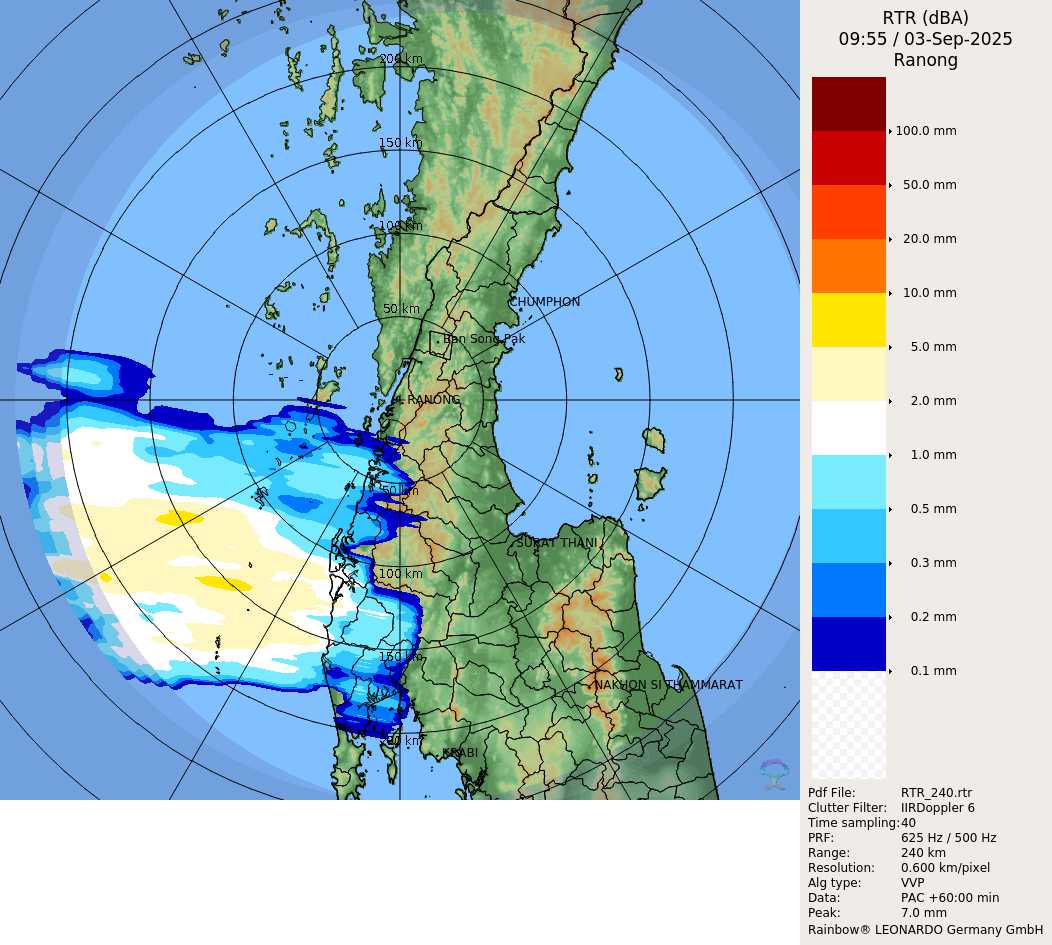 RTR (dBA)
09:55 / 03-Sep-2025
Ranong
200 km
150 km
100 km
50 km
CHUMPHON
Ban Song Pak
RANONG
50 km
SURAT THANI
100 km
150 km
NAKHON SI THAMMARAT
KRABI
100.0 mm
50.0 mm
20.0 mm
10.0 mm
5.0 mm
2.0 mm
1.0 mm
0.5 mm
0.3 mm
0.2 mm
0.1 mm
Pdf File: RTR_240.rtr
Clutter Filter: IIRDoppler 6
Time sampling:40
PRF: 625 Hz / 500 Hz
Range: 240 km
Resolution: 0.600 km/pixel
Alg type: VVP
Data: PAC +60:00 min
Peak: 7.0 mm
Rainbow® LEONARDO Germany GmbH